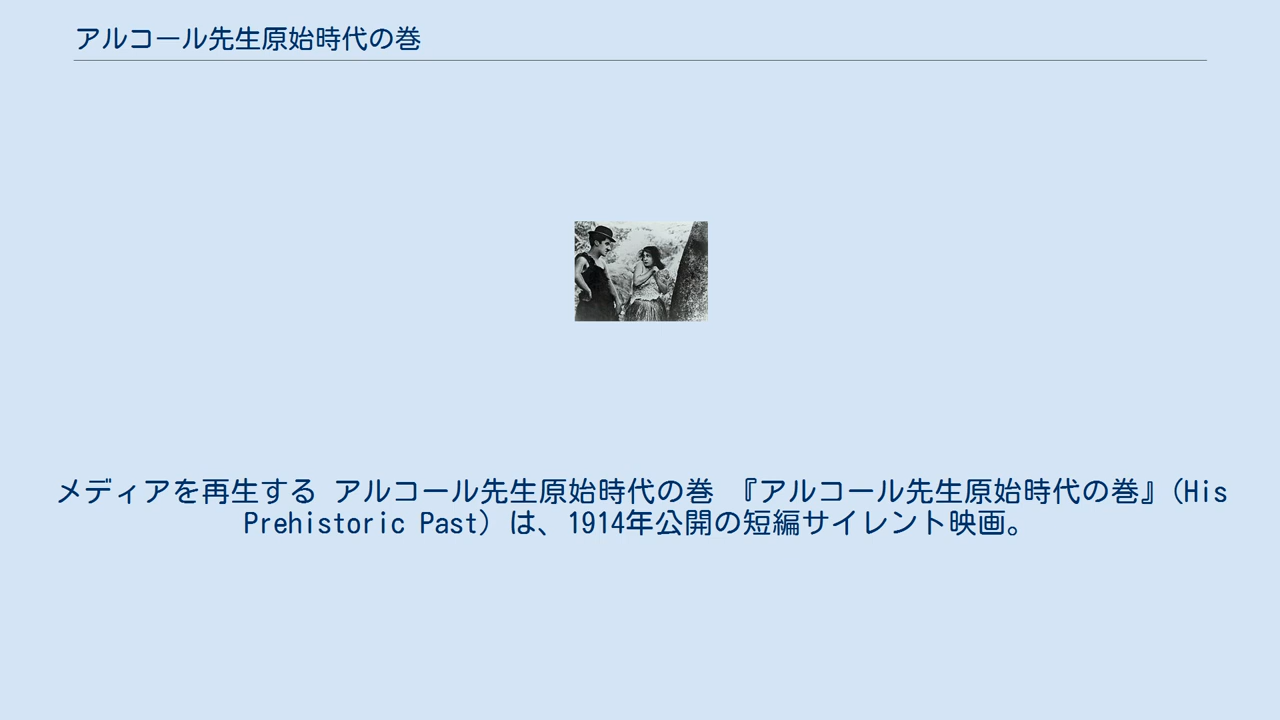 アルコール先生原始時代の巻
メディアを再生する アルコール先生原始時代の巻 『アルコール先生原始時代の巻』(His
Prehistoric Past) は、1914年公開の短編サイレント映画。